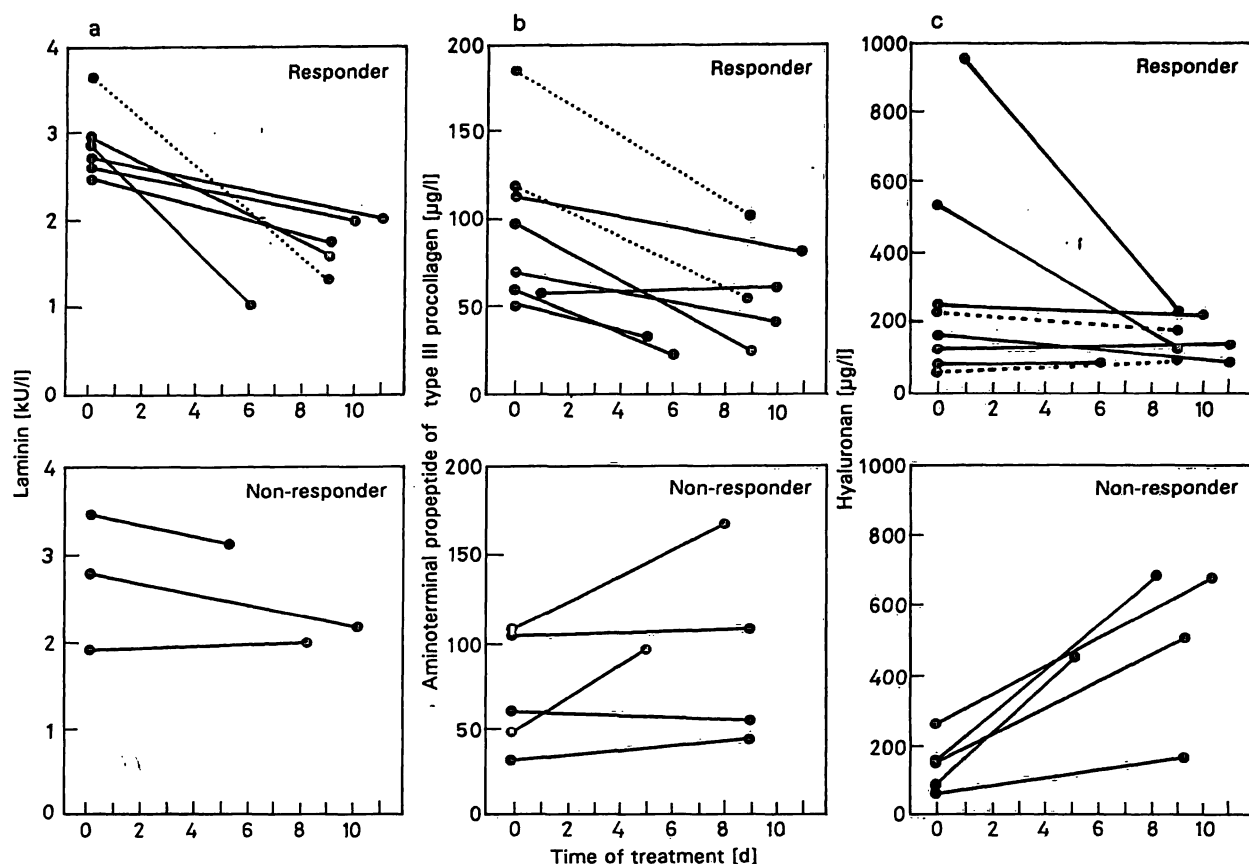 a
b
c
Responder
Responder
Responder
4
3
2
1
0
0 2 4 6 8 10
200
150
100
50
0
0 2 4 6 8 10
1000
800
600
400
200
0
0 2 4 6 8 10
Laminin [kU/l]
Aminoterminal propeptide of type III procollagen [µg/l]
Hyaluronan [µg/l]
Non-responder
Non-responder
Non-responder
4
3
2
1
0
0 2 4 6 8 10
200
150
100
50
0
0 2 4 6 8 10
1000
800
600
400
200
0
0 2 4 6 8 10
Time of treatment [d]